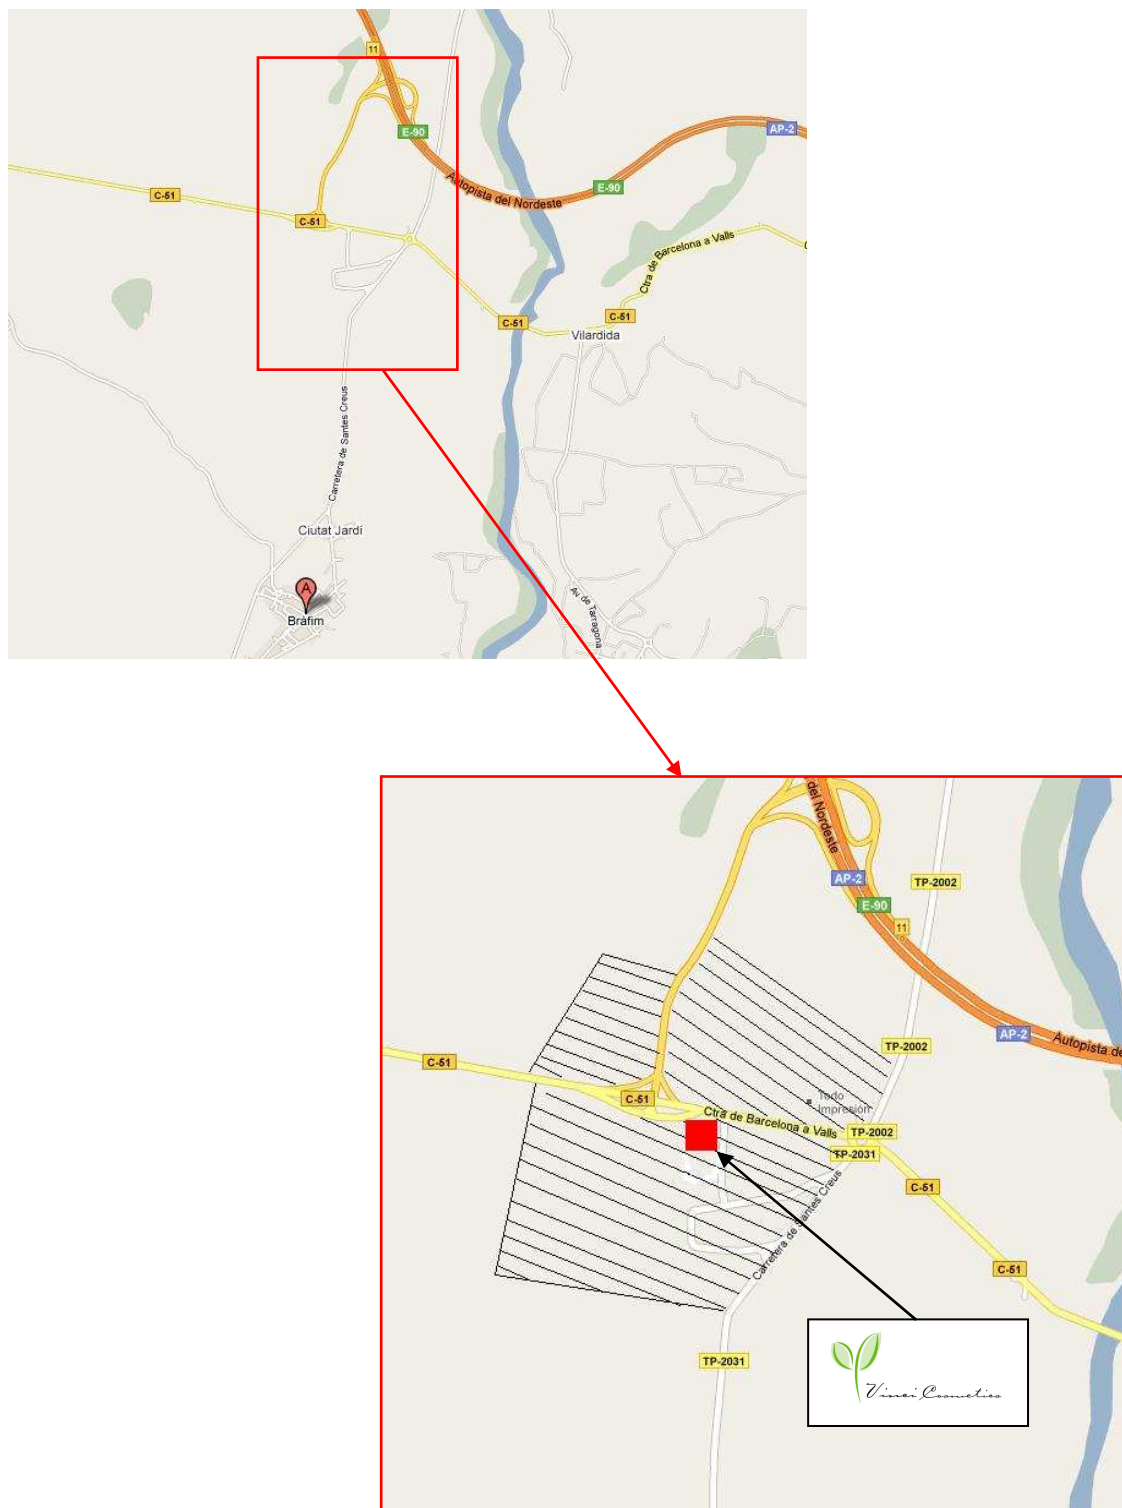 11
E-90
AP-2
Autopista del Nordeste
E-90
C-51
C-51
Ctra de Barcelona a Valls
C-51
C-51
Vilardida
Carretera de Santes Creus
Ciutat Jardí
A
Bràfim
Av de Tarragona
del Nordeste
AP-2
TP-2002
E-90
11
AP-2
Autopista de
TP-2002
C-51
C-51
Todo
Impresión
Ctra de Barcelona a Valls
TP-2002
TP-2031
C-51
Carretera de Santes Creus
C-51
TP-2031
Vinci Cosmetics